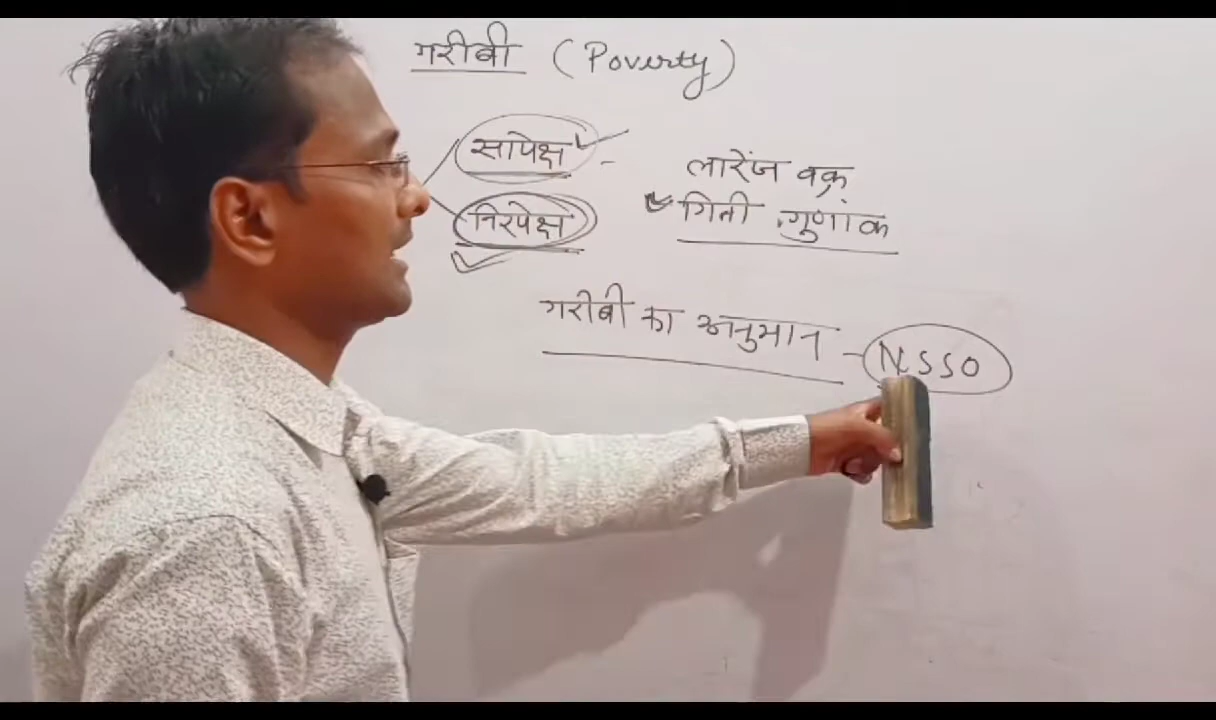 गरीबी (Poverty)
सापेक्ष
लारेंज वक्र
निरपेक्ष
गिनी गुणांक
गरीबी का अनुमान - NSSO